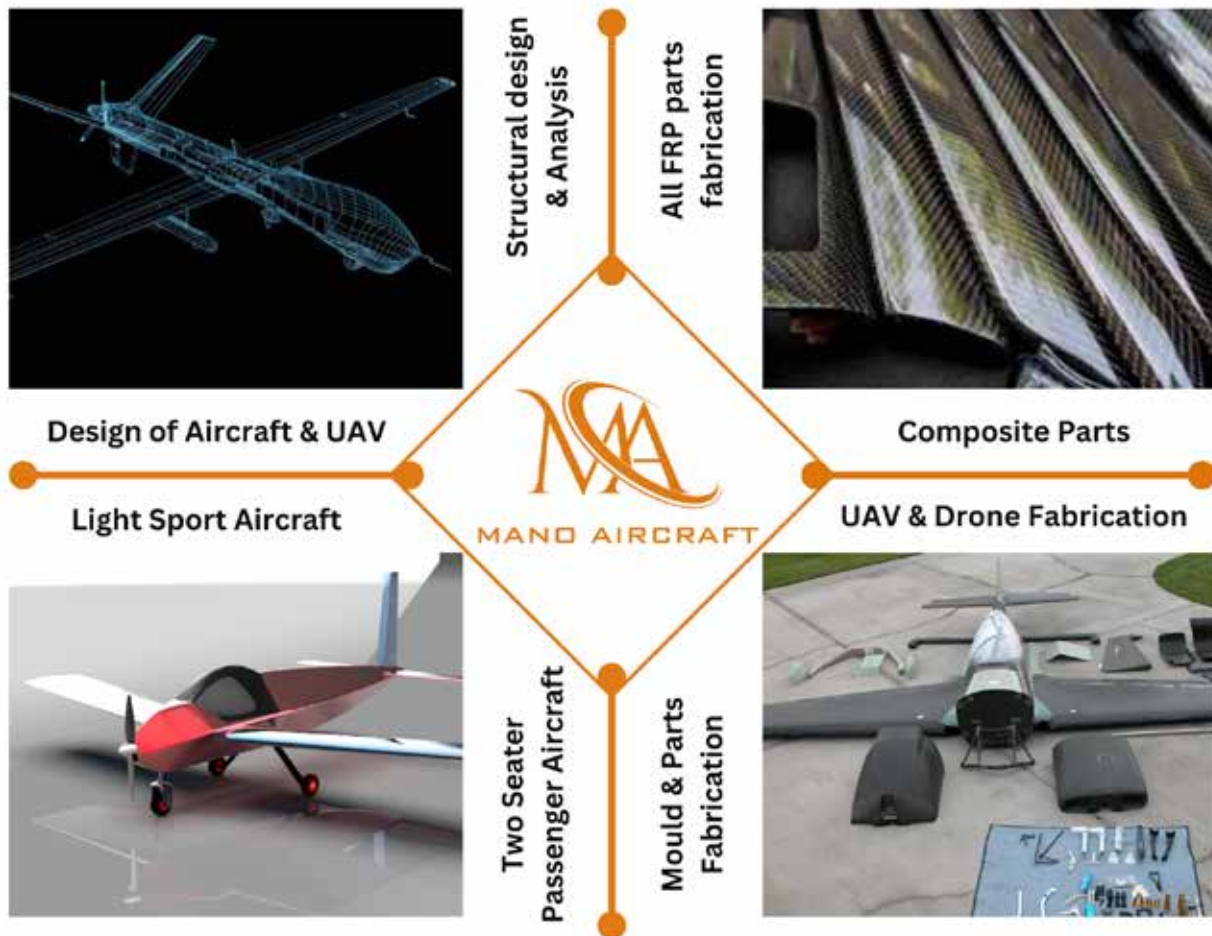 Structural design
& Analysis
All FRP parts
fabrication
Design of Aircraft & UAV
Composite Parts
MA
MANO AIRCRAFT
Light Sport Aircraft
UAV & Drone Fabrication
Two Seater
Passenger Aircraft
Mould & Parts
Fabrication